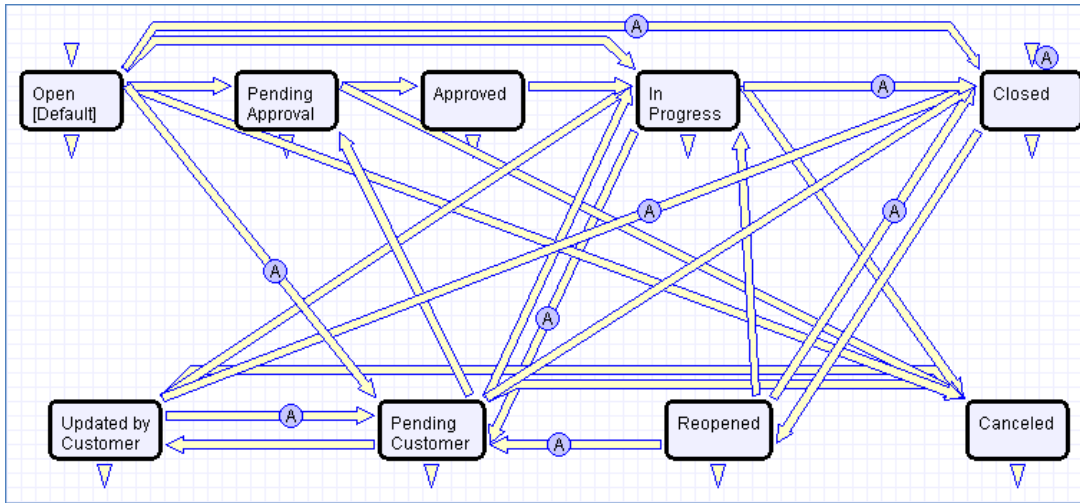 A
A
Open
[Default]
Pending
Approval
Approved
In
Progress
A
Closed
A
A
A
A
Updated by
Customer
A
Pending
Customer
A
Reopened
Canceled